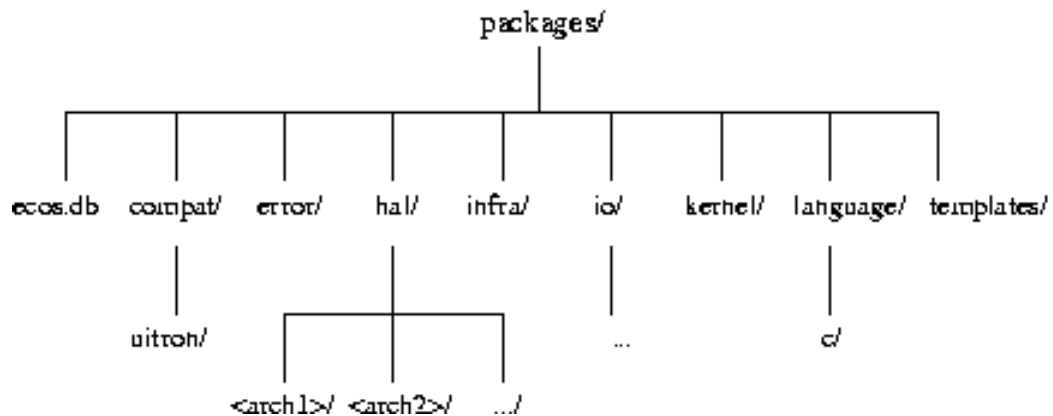 packages/
ecos.db compat/ error/ hal/ infra/ io/ kernel/ language/ templates/
uitron/ ... c/
<arch1>/ <arch2>/ .../